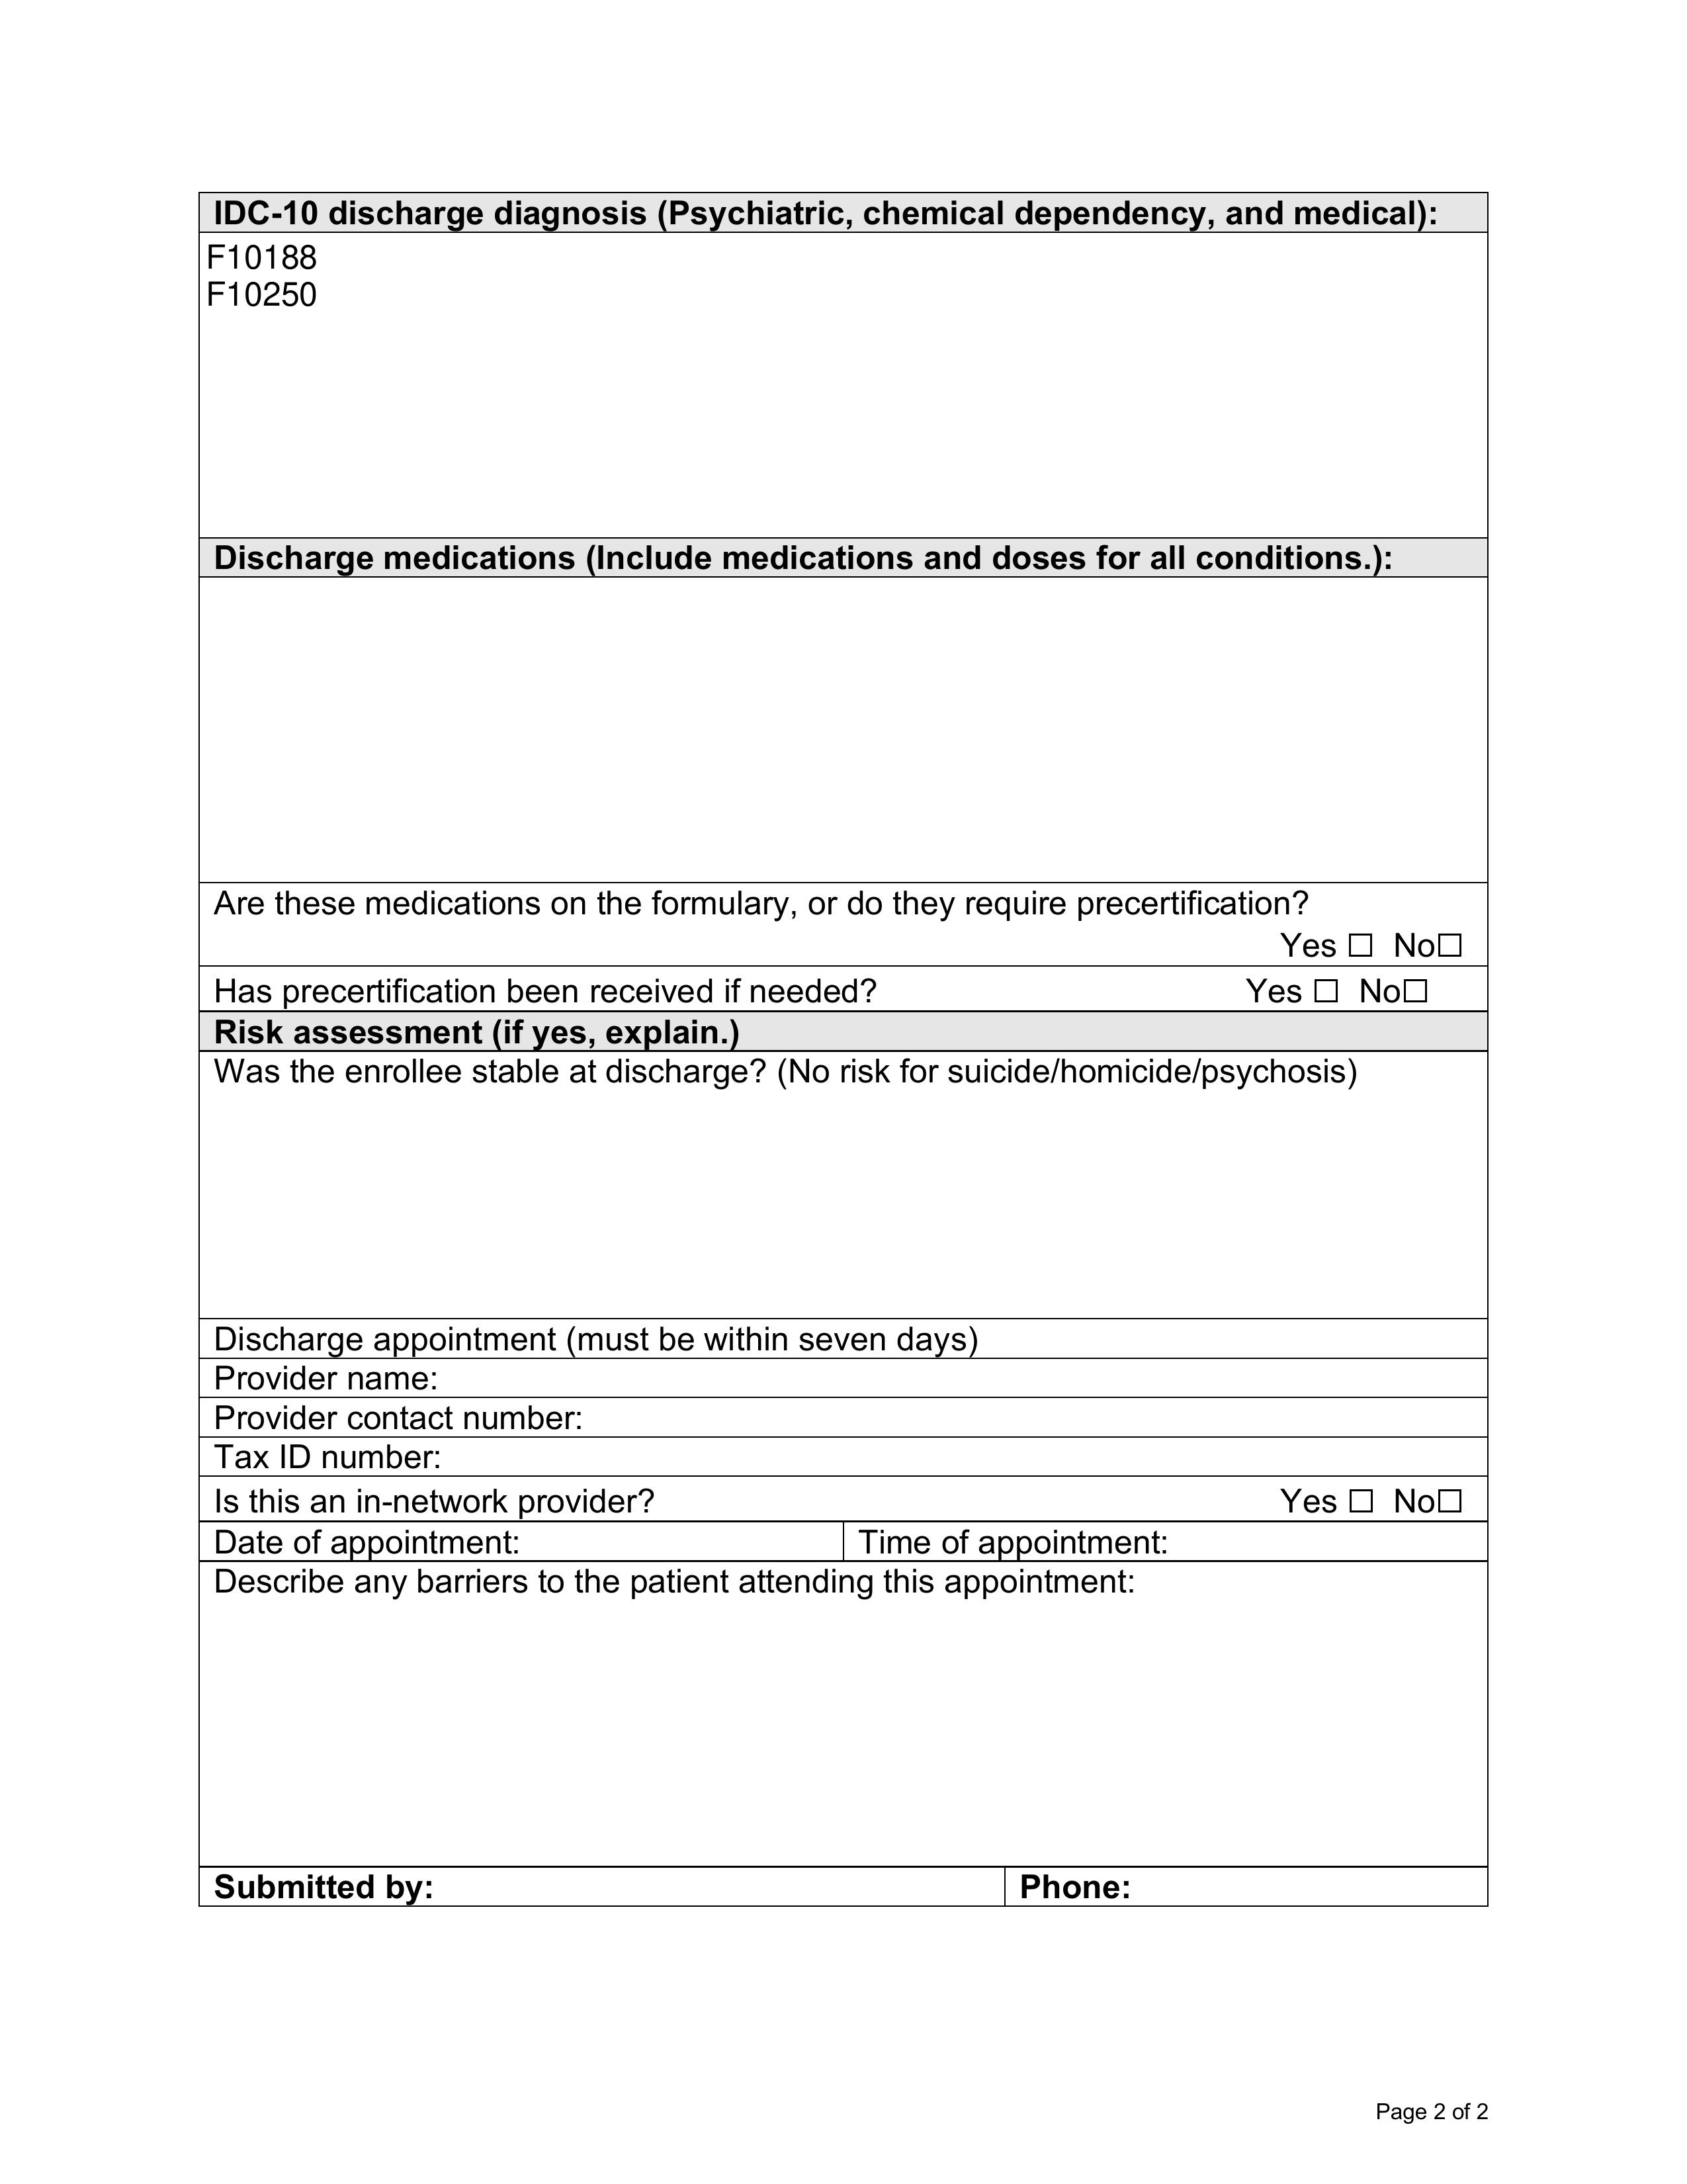 IDC-10 discharge diagnosis (Psychiatric, chemical dependency, and medical):
F10188
F10250
Discharge medications (Include medications and doses for all conditions.):
Are these medications on the formulary, or do they require precertification?
Yes ☐ No☐
Has precertification been received if needed? Yes ☐ No☐
Risk assessment (if yes, explain.)
Was the enrollee stable at discharge? (No risk for suicide/homicide/psychosis)
Discharge appointment (must be within seven days)
Provider name:
Provider contact number:
Tax ID number:
Is this an in-network provider? Yes ☐ No☐
Date of appointment: Time of appointment:
Describe any barriers to the patient attending this appointment:
Submitted by: Phone:
Page 2 of 2